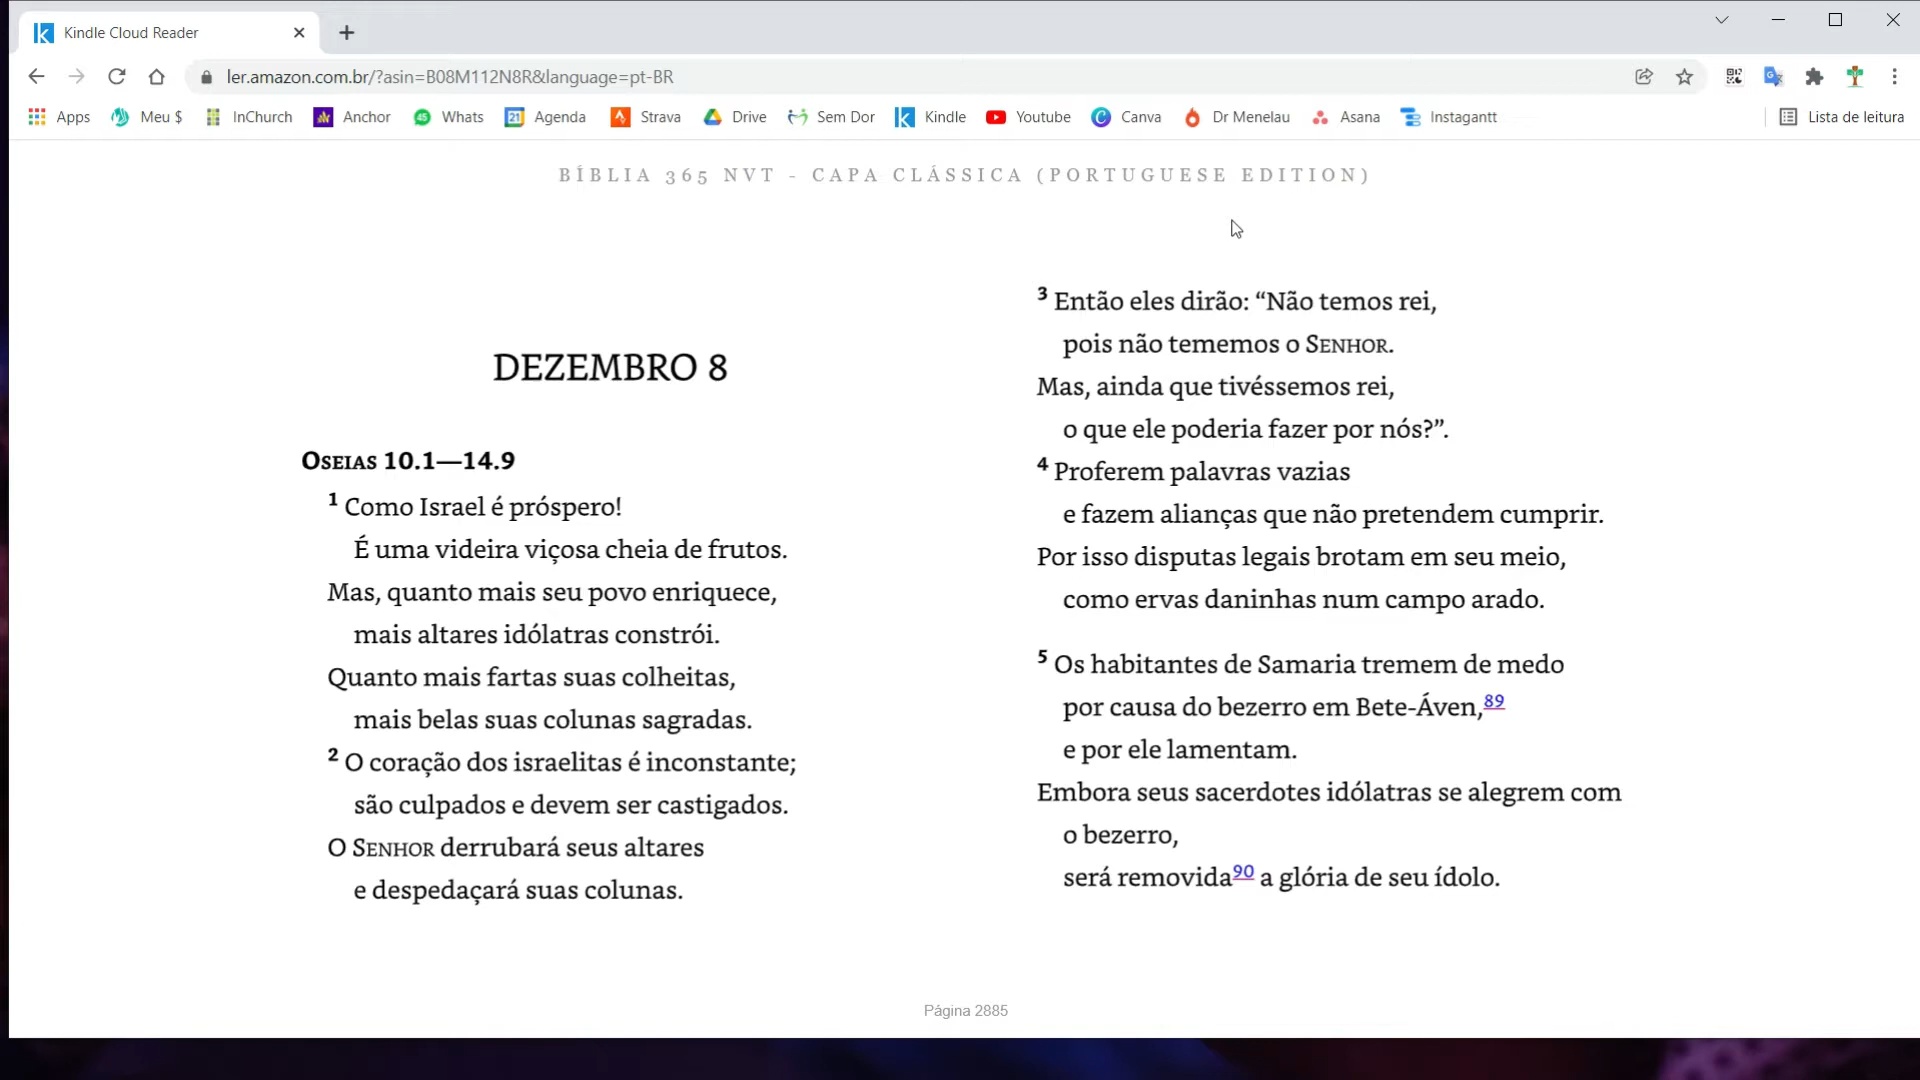 Kindle Cloud Reader
ler.amazon.com.br/?asin=B08M112N8R&language=pt-BR
Apps Meu $ InChurch Anchor 45 Whats 21 Agenda Strava Drive Sem Dor Kindle Youtube Canva Dr Menelau Asana Instagantt Lista de leitura
BÍBLIA 365 NVT - CAPA CLÁSSICA (PORTUGUESE EDITION)
DEZEMBRO 8
OSEIAS 10.1—14.9
1 Como Israel é próspero!
É uma videira viçosa cheia de frutos.
Mas, quanto mais seu povo enriquece,
mais altares idólatras constrói.
Quanto mais fartas suas colheitas,
mais belas suas colunas sagradas.
2 O coração dos israelitas é inconstante;
são culpados e devem ser castigados.
O SENHOR derrubará seus altares
e despedaçará suas colunas.
3 Então eles dirão: “Não temos rei,
pois não tememos o SENHOR.
Mas, ainda que tivéssemos rei,
o que ele poderia fazer por nós?”.
4 Proferem palavras vazias
e fazem alianças que não pretendem cumprir.
Por isso disputas legais brotam em seu meio,
como ervas daninhas num campo arado.
5 Os habitantes de Samaria tremem de medo
por causa do bezerro em Bete-Áven,89
e por ele lamentam.
Embora seus sacerdotes idólatras se alegrem com
o bezerro,
será removida90 a glória de seu ídolo.
Página 2885